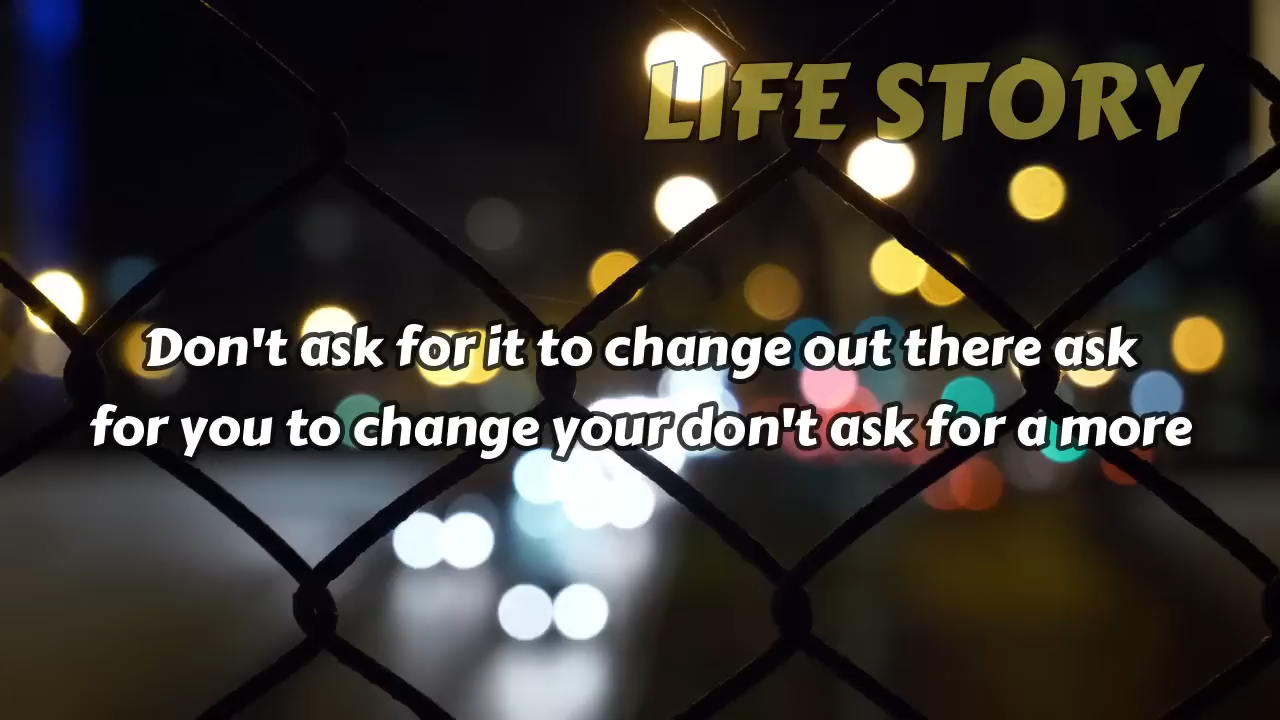 LIFE STORY
Don't ask for it to change out there ask
for you to change your don't ask for a more